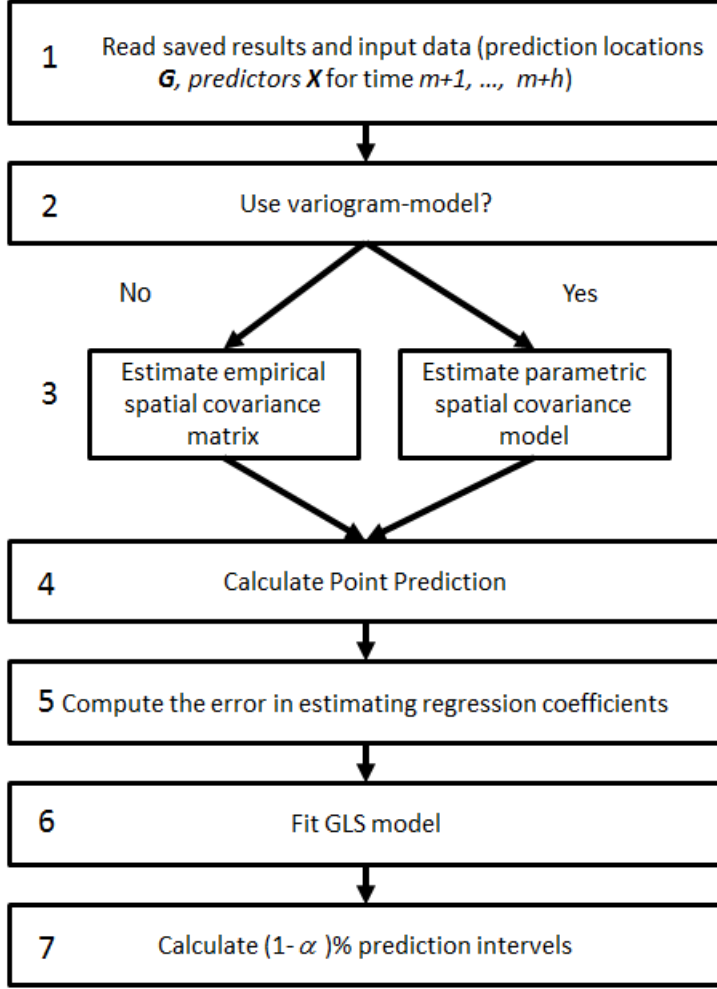 1
Read saved results and input data (prediction locations
G, predictors X for time m+1, ..., m+h)
2
Use variogram-model?
No
Yes
3
Estimate empirical
spatial covariance
matrix
Estimate parametric
spatial covariance
model
4
Calculate Point Prediction
5 Compute the error in estimating regression coefficients
6
Fit GLS model
7
Calculate (1- α )% prediction intervels